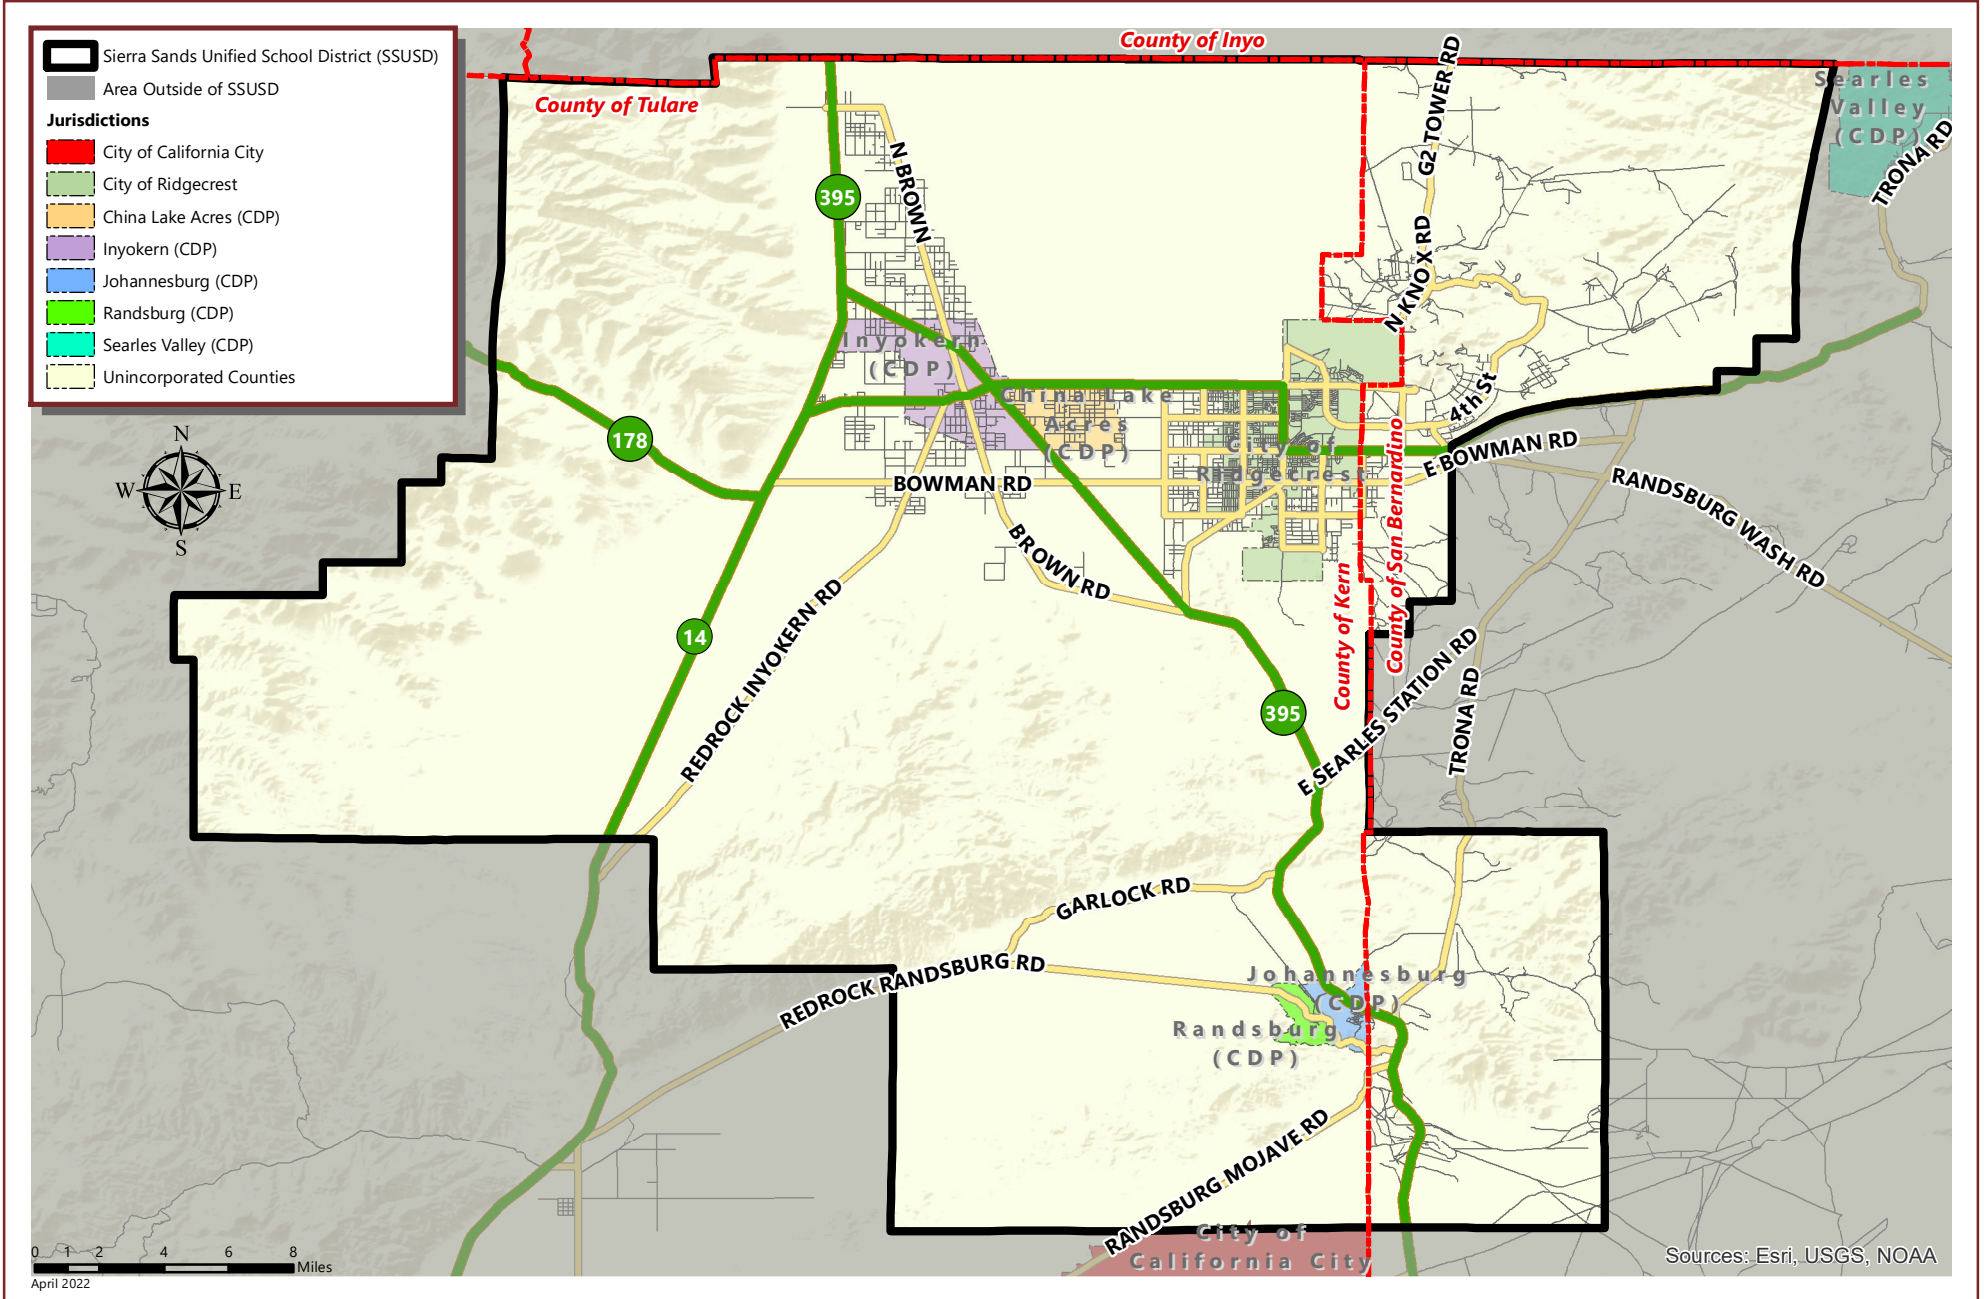 Sierra Sands Unified School District (SSUSD)
Area Outside of SSUSD
Jurisdictions
City of California City
City of Ridgecrest
China Lake Acres (CDP)
Inyokern (CDP)
Johannesburg (CDP)
Randsburg (CDP)
Searles Valley (CDP)
Unincorporated Counties
County of Inyo
County of Tulare
G2 TOWER RD
Searles
Valley
(CDP)
TRONA RD
N BROWN
395
N KNOX RD
Inyokern
(CDP)
China Lake
Acres
(CDP)
4th St
178
City of
Ridgecrest
E BOWMAN RD
BOWMAN RD
RANDSBURG WASH RD
County of San Bernardino
County of Kern
N
W
E
S
BROWN RD
14
REDROCK INYOKERN RD
395
E SEARLES STATION RD
TRONA RD
GARLOCK RD
REDROCK RANDSBURG RD
Johannesburg
(CDP)
Randsburg
(CDP)
RANDSBURG MOJAVE RD
City of
California City
0 1 2 4 6 8
Miles
April 2022
Sources: Esri, USGS, NOAA